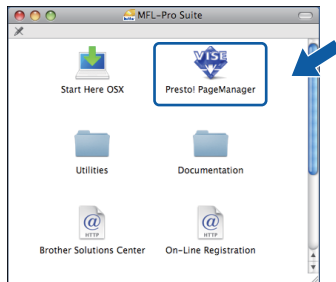 MFL-Pro Suite
VISE
Start Here OSX
Presto! PageManager
Utilities
Documentation
@
HTTP
@
HTTP
Brother Solutions Center
On-Line Registration